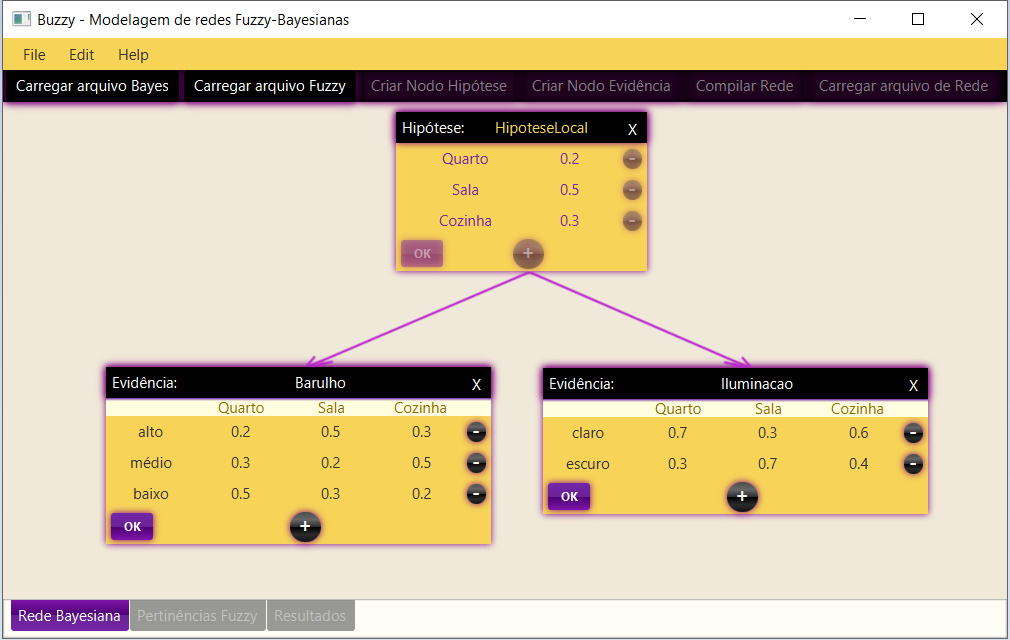 Buzzy - Modelagem de redes Fuzzy-Bayesianas
File Edit Help
Carregar arquivo Bayes Carregar arquivo Fuzzy Criar Nodo Hipótese Criar Nodo Evidência Compilar Rede Carregar arquivo de Rede
Hipótese: HipoteseLocal X
Quarto 0.2 -
Sala 0.5 -
Cozinha 0.3 -
OK +
Evidência: Barulho X
Quarto Sala Cozinha
alto 0.2 0.5 0.3 -
médio 0.3 0.2 0.5 -
baixo 0.5 0.3 0.2 -
OK +
Evidência: Iluminacao X
Quarto Sala Cozinha
claro 0.7 0.3 0.6 -
escuro 0.3 0.7 0.4 -
OK +
Rede Bayesiana Pertinências Fuzzy Resultados